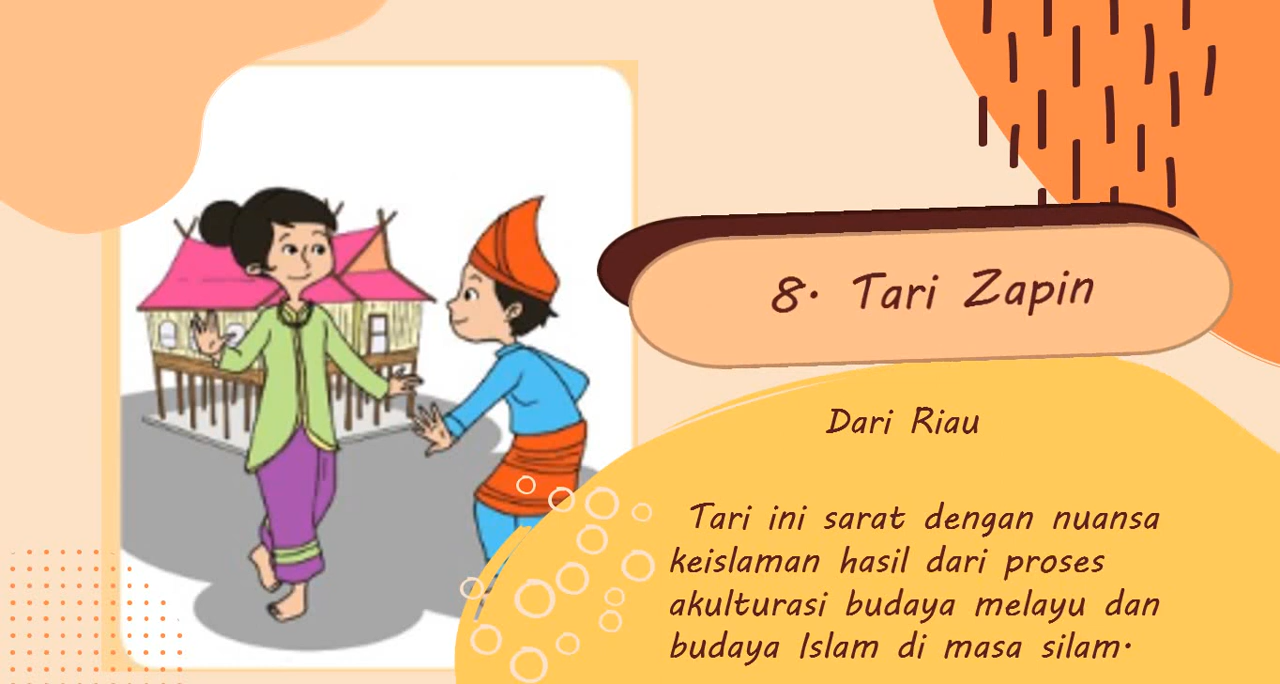 8. Tari Zapin
Dari Riau
Tari ini sarat dengan nuansa
keislaman hasil dari proses
akulturasi budaya melayu dan
budaya Islam di masa silam.